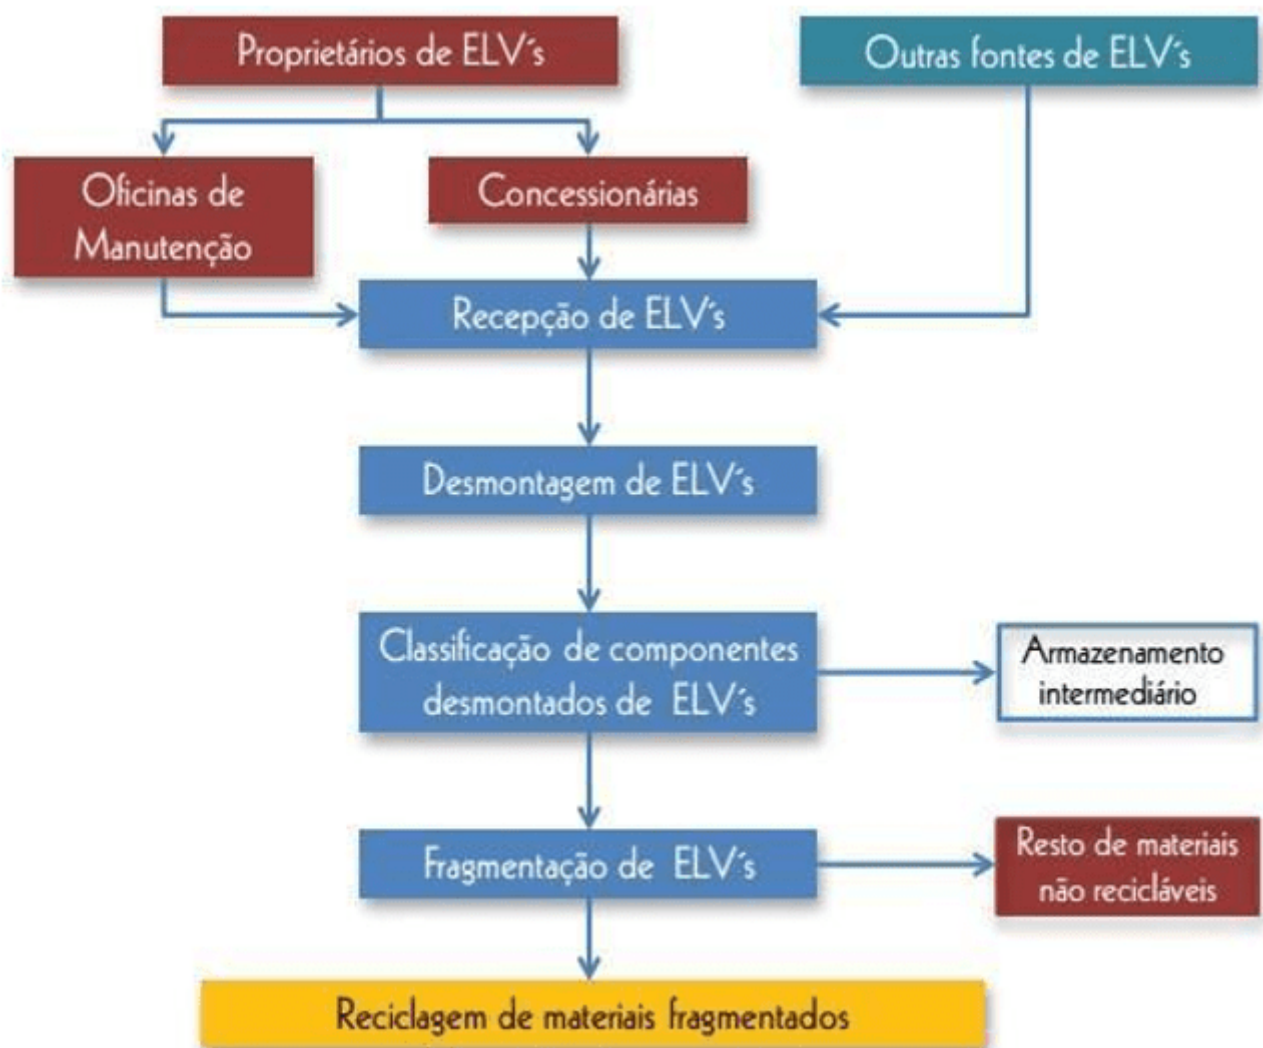 Proprietários de ELV´s
Outras fontes de ELV´s
Oficinas de
Manutenção
Concessionárias
Recepção de ELV´s
Desmontagem de ELV´s
Classificação de componentes
desmontados de ELV´s
Armazenamento
intermediário
Fragmentação de ELV´s
Resto de materiais
não recicláveis
Reciclagem de materiais fragmentados